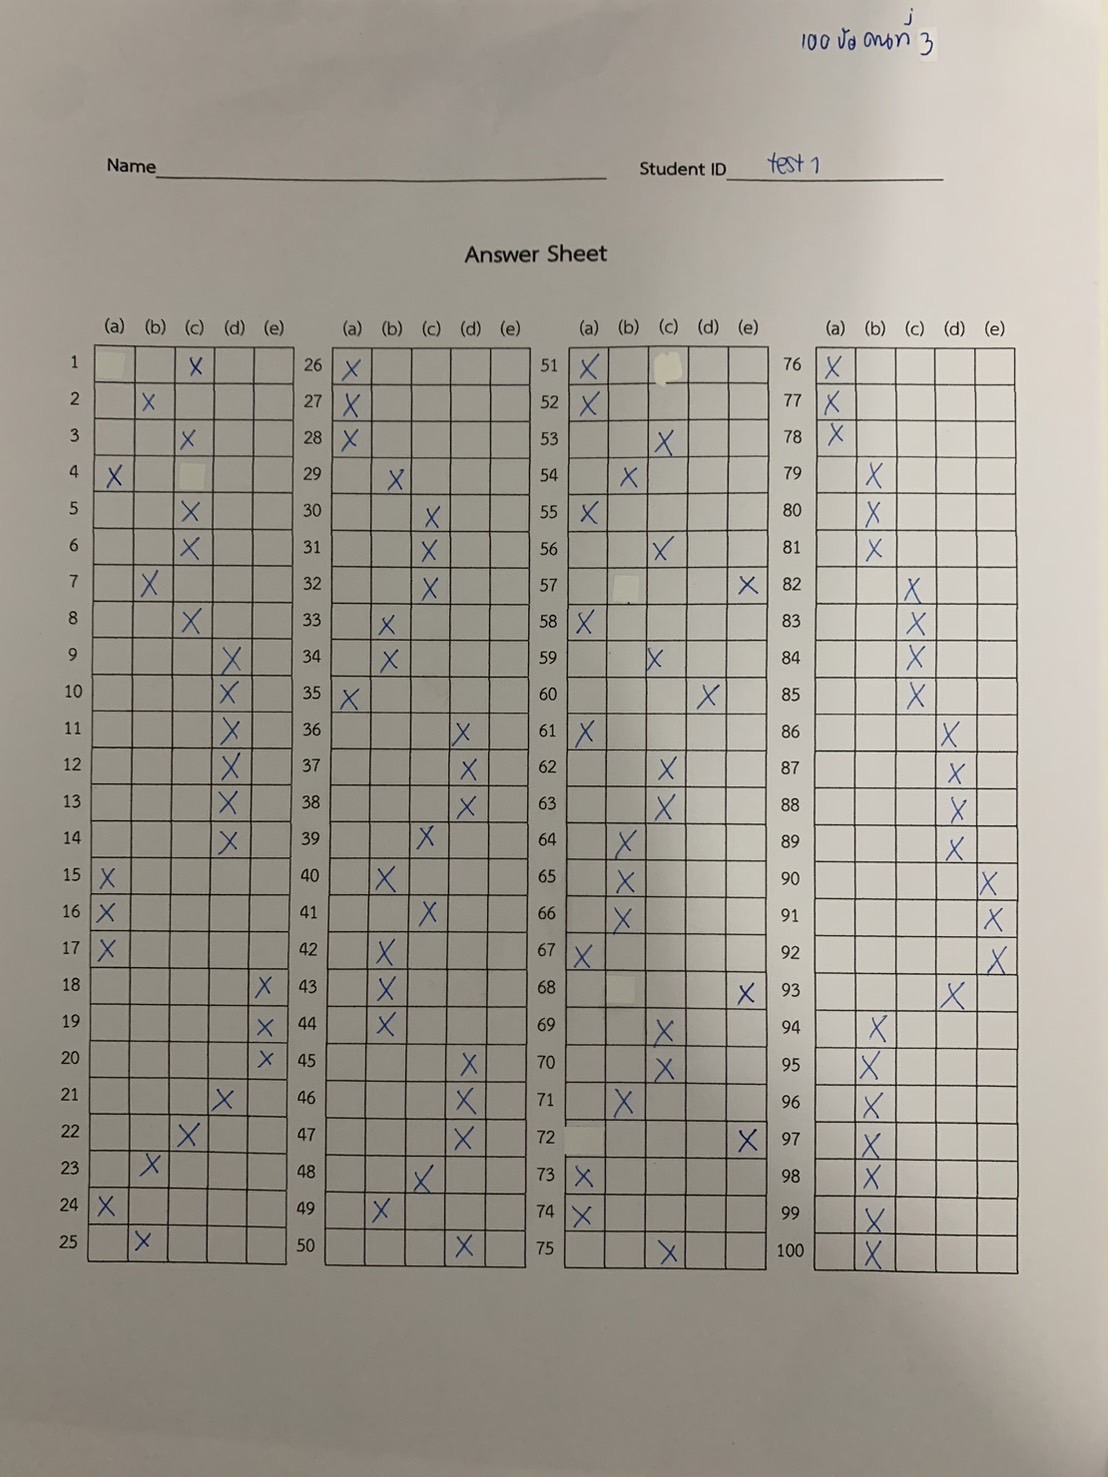 100 ข้อ คนที่ 3
Name Student ID test 1
Answer Sheet
(a) (b) (c) (d) (e) (a) (b) (c) (d) (e) (a) (b) (c) (d) (e) (a) (b) (c) (d) (e)
1 X 26 X 51 X 76 X
2 X 27 X 52 X 77 X
3 X 28 X 53 X 78 X
4 X 29 X 54 X 79 X
5 X 30 X 55 X 80 X
6 X 31 X 56 X 81 X
7 X 32 X 57 X 82 X
8 X 33 X 58 X 83 X
9 X 34 X 59 X 84 X
10 X 35 X 60 X 85 X
11 X 36 X 61 X 86 X
12 X 37 X 62 X 87 X
13 X 38 X 63 X 88 X
14 X 39 X 64 X 89 X
15 X 40 X 65 X 90 X
16 X 41 X 66 X 91 X
17 X 42 X 67 X 92 X
18 X 43 X 68 X 93 X
19 X 44 X 69 X 94 X
20 X 45 X 70 X 95 X
21 X 46 X 71 X 96 X
22 X 47 X 72 X 97 X
23 X 48 X 73 X 98 X
24 X 49 X 74 X 99 X
25 X 50 X 75 X 100 X